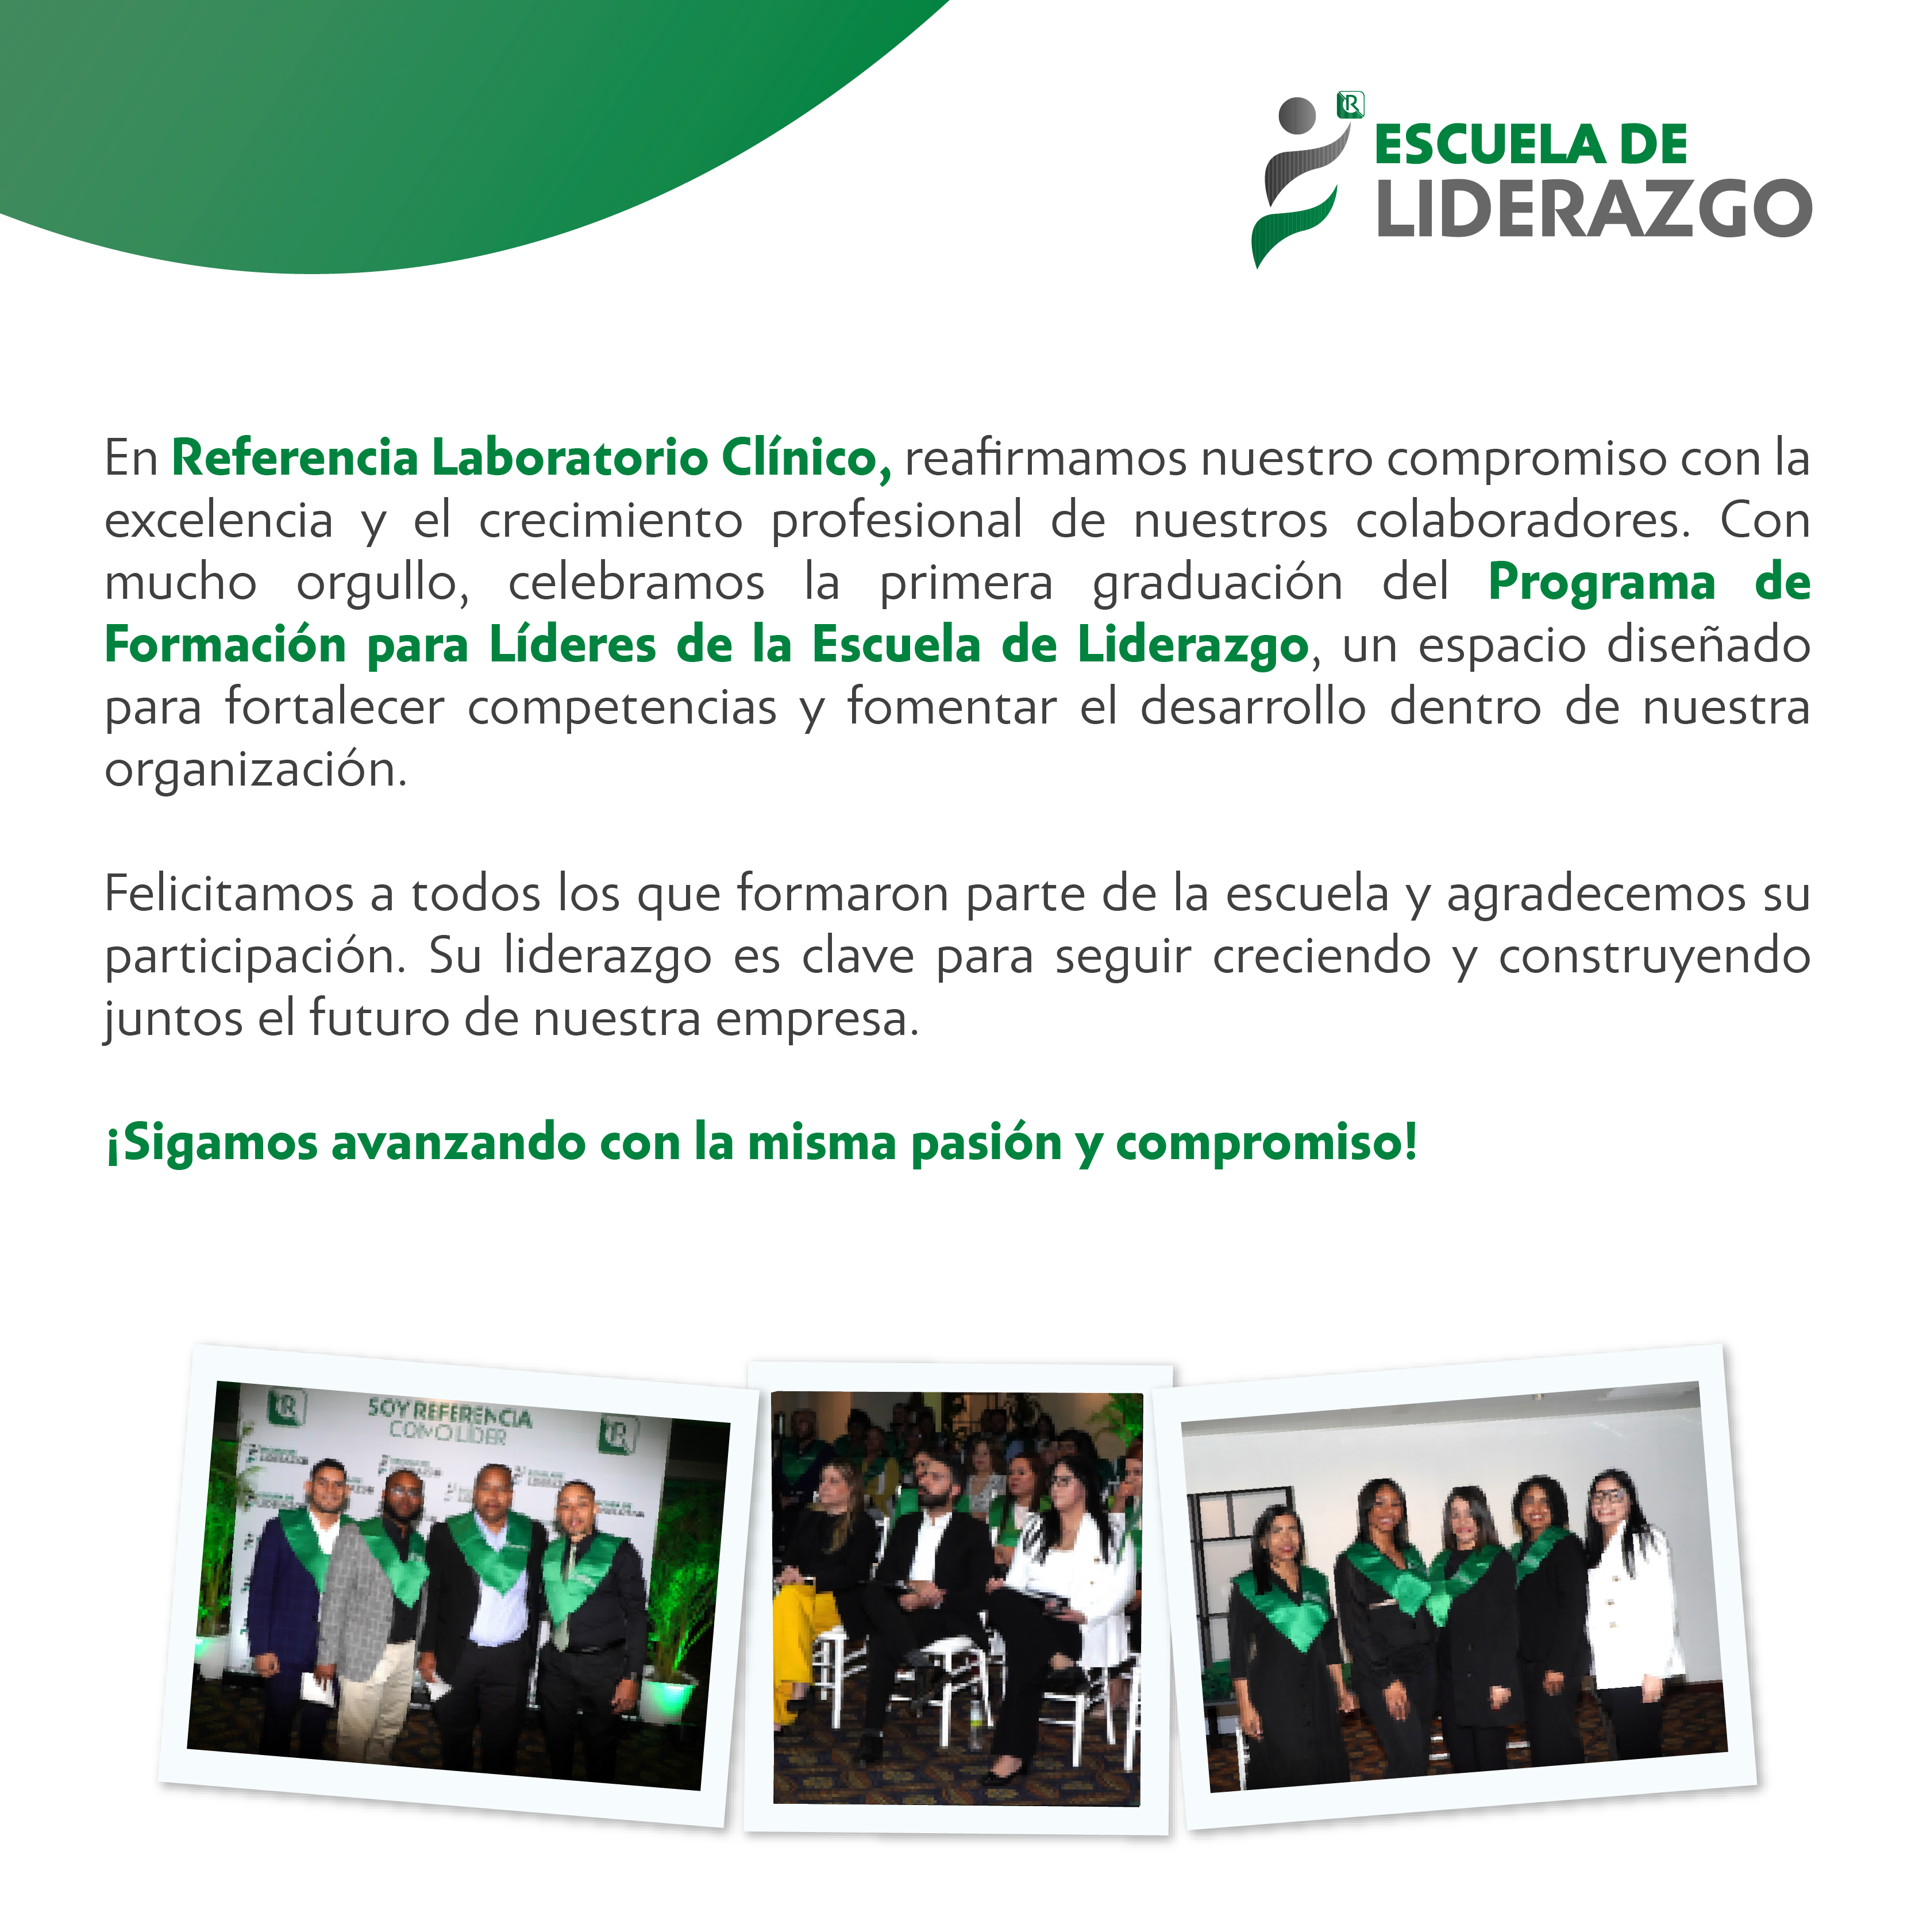 R
ESCUELA DE
LIDERAZGO
En Referencia Laboratorio Clínico, reafirmamos nuestro compromiso con la
excelencia y el crecimiento profesional de nuestros colaboradores. Con
mucho orgullo, celebramos la primera graduación del Programa de
Formación para Líderes de la Escuela de Liderazgo, un espacio diseñado
para fortalecer competencias y fomentar el desarrollo dentro de nuestra
organización.
Felicitamos a todos los que formaron parte de la escuela y agradecemos su
participación. Su liderazgo es clave para seguir creciendo y construyendo
juntos el futuro de nuestra empresa.
¡Sigamos avanzando con la misma pasión y compromiso!
R
SOY REFERENCIA
COMO LÍDER
R